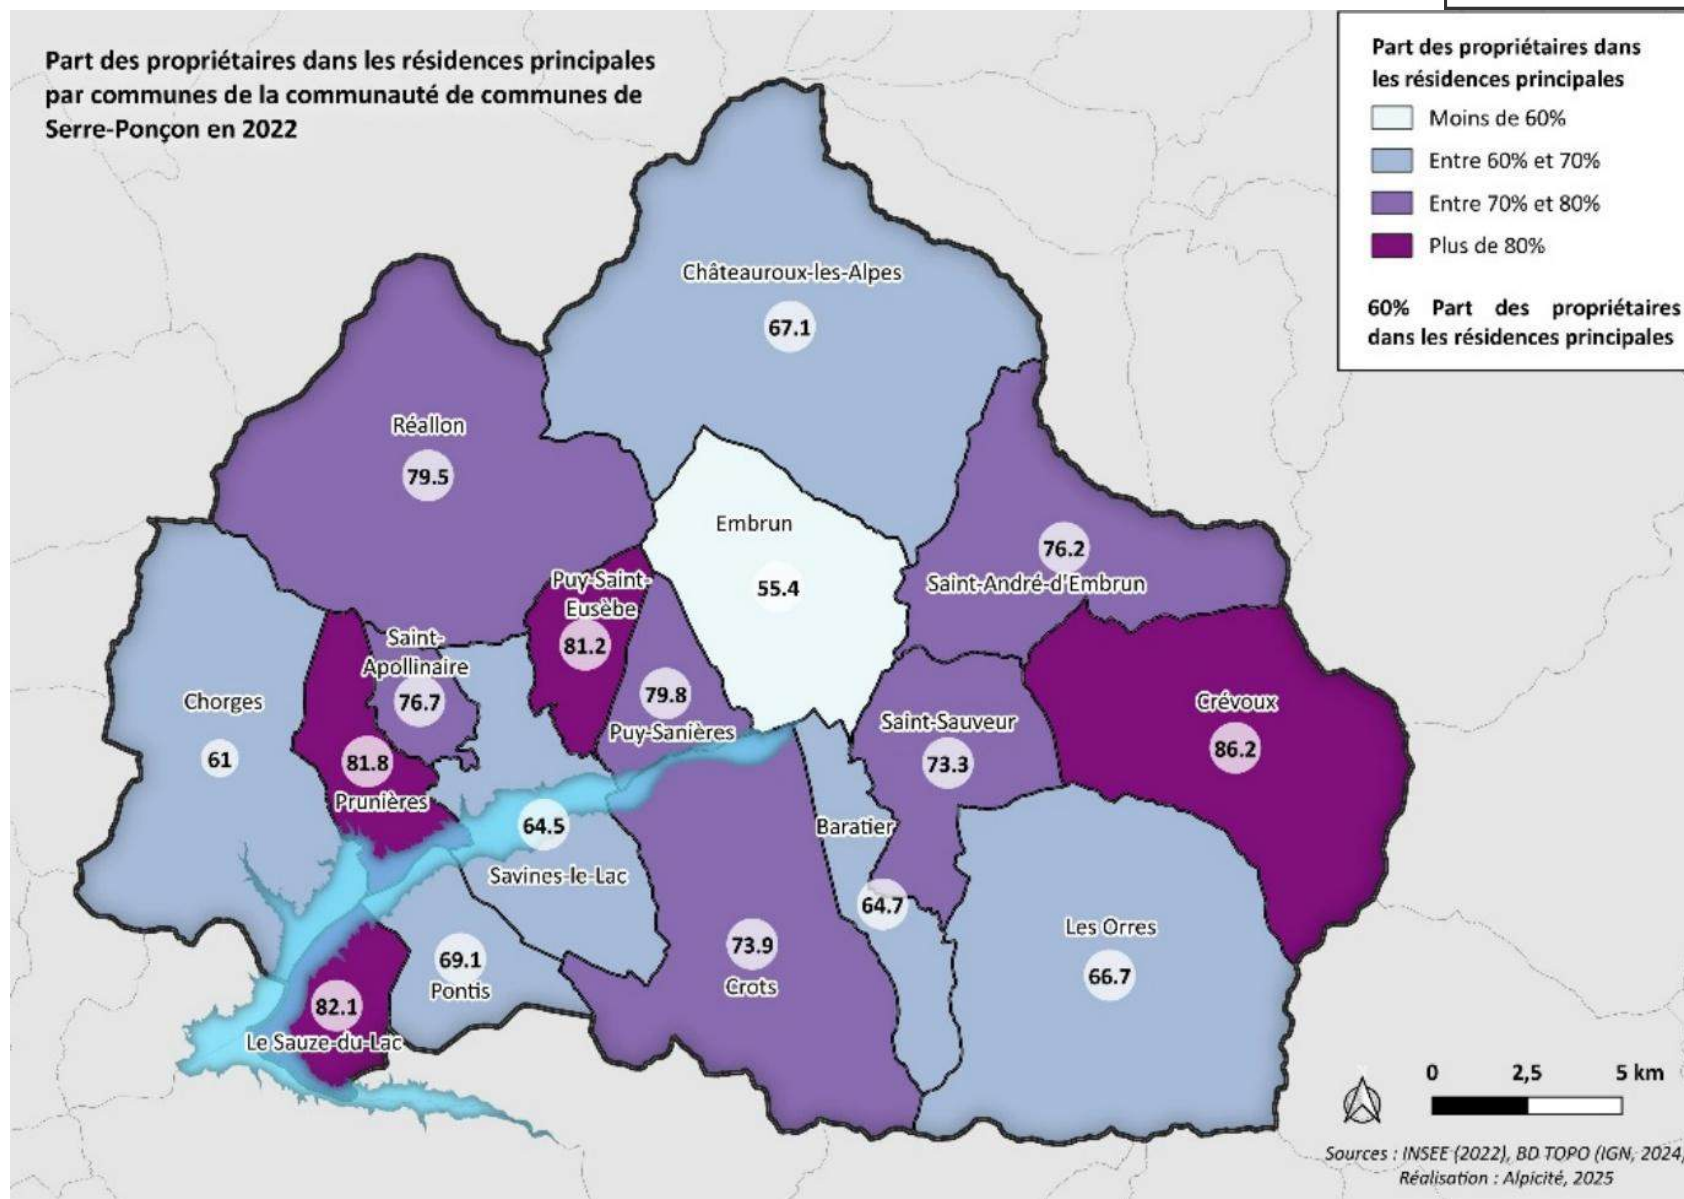 Part des propriétaires dans les résidences principales
par communes de la communauté de communes de
Serre-Ponçon en 2022
Part des propriétaires dans
les résidences principales
Moins de 60%
Entre 60% et 70%
Entre 70% et 80%
Plus de 80%
60% Part des propriétaires
dans les résidences principales
Châteauroux-les-Alpes
67.1
Réallon
79.5
Embrun
55.4
76.2
Saint-André-d'Embrun
Puy-Saint-
Eusèbe
81.2
Saint-
Apollinaire
76.7
79.8
Puy-Sanières
Chorges
61
81.8
Prunières
Saint-Sauveur
73.3
Crévoux
86.2
64.5
Savines-le-Lac
Baratier
64.7
73.9
Crots
Les Orres
66.7
69.1
Pontis
82.1
Le Sauze-du-Lac
0 2,5 5 km
Sources : INSEE (2022), BD TOPO (IGN, 2024)
Réalisation : Alpicité, 2025